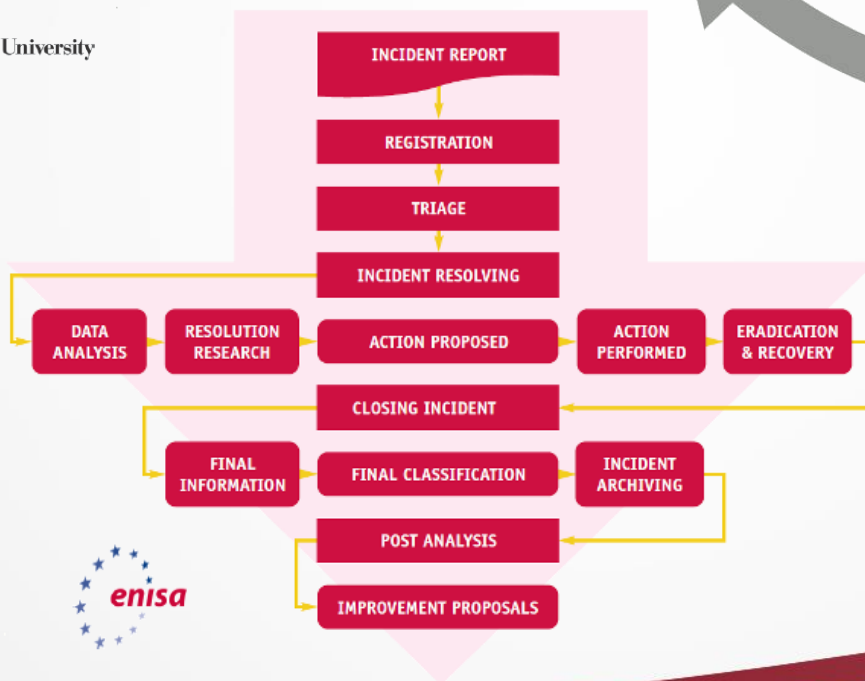 University
INCIDENT REPORT
REGISTRATION
TRIAGE
INCIDENT RESOLVING
DATA
ANALYSIS
RESOLUTION
RESEARCH
ACTION PROPOSED
ACTION
PERFORMED
ERADICATION
& RECOVERY
CLOSING INCIDENT
FINAL
INFORMATION
FINAL CLASSIFICATION
INCIDENT
ARCHIVING
POST ANALYSIS
IMPROVEMENT PROPOSALS
enisa